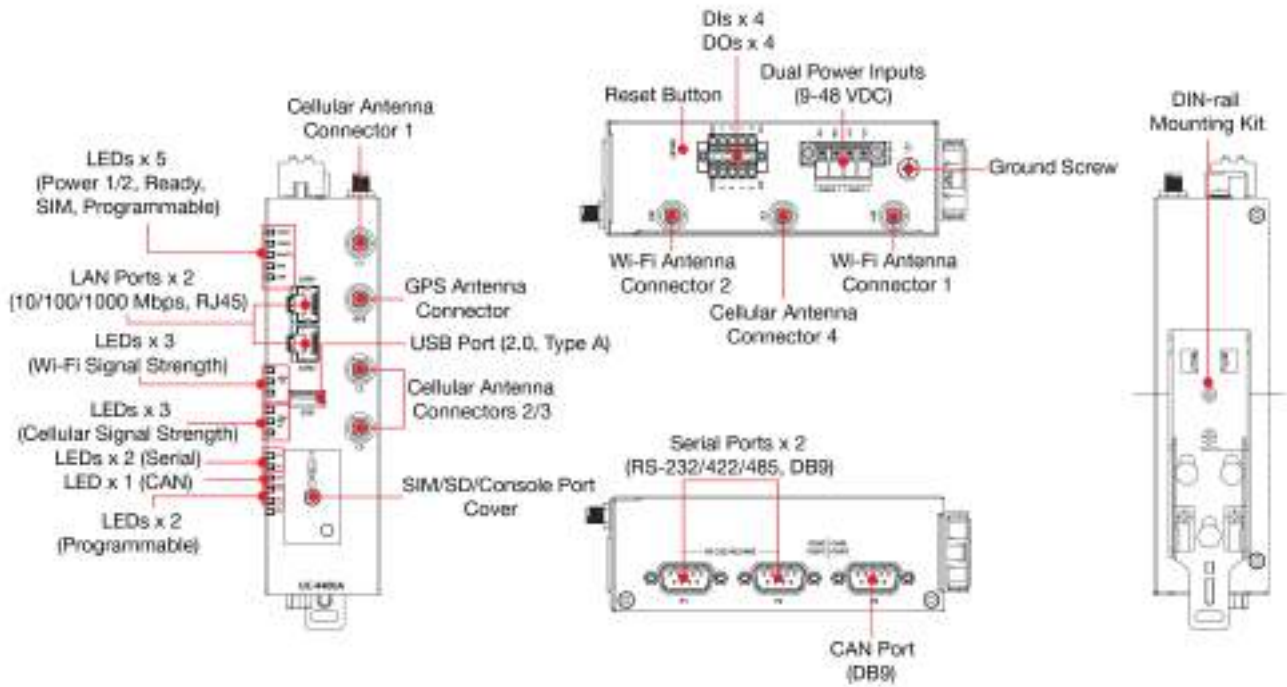 Cellular Antenna
Connector 1
LEDs x 5
(Power 1/2, Ready,
SIM, Programmable)
LAN Ports x 2
(10/100/1000 Mbps, RJ45)
LEDs x 3
(Wi-Fi Signal Strength)
LEDs x 3
(Cellular Signal Strength)
LEDs x 2 (Serial)
LED x 1 (CAN)
LEDs x 2
(Programmable)
GPS Antenna
Connector
USB Port (2.0, Type A)
Cellular Antenna
Connectors 2/3
SIM/SD/Console Port
Cover
DIs x 4
DOs x 4
Dual Power Inputs
(9-48 VDC)
Reset Button
Ground Screw
Wi-Fi Antenna
Connector 2
Cellular Antenna
Connector 4
Wi-Fi Antenna
Connector 1
Serial Ports x 2
(RS-232/422/485, DB9)
CAN Port
(DB9)
DIN-rail
Mounting Kit